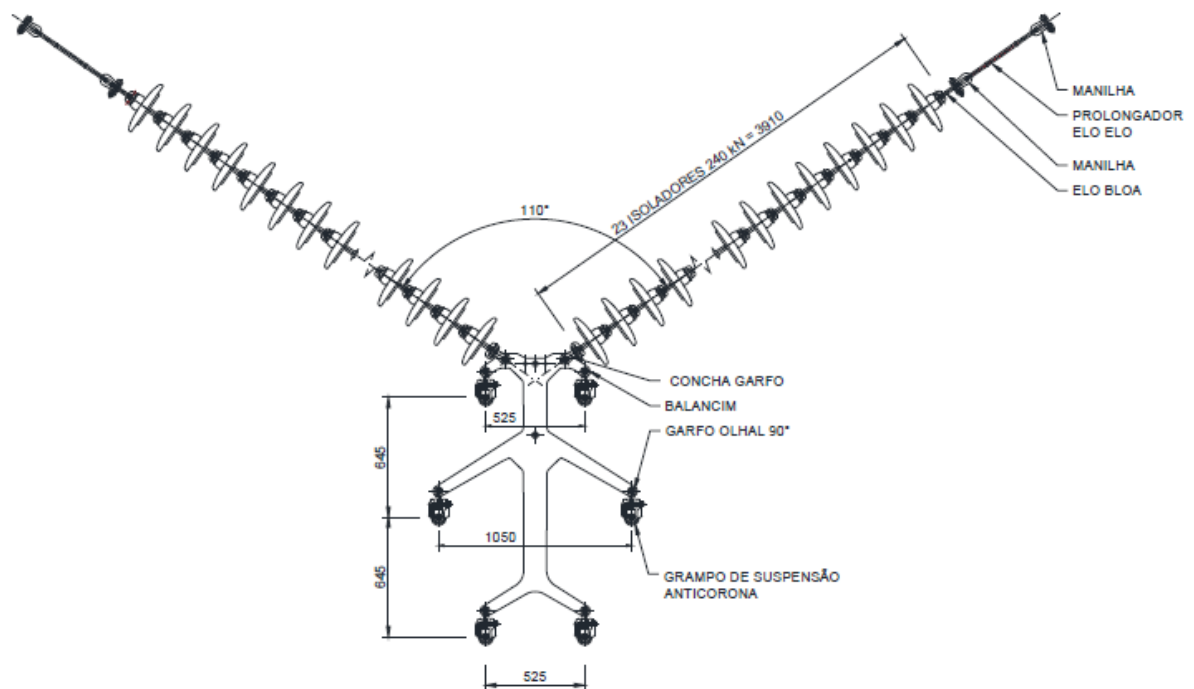 MANILHA
PROLONGADOR
ELO ELO
MANILHA
ELO BLOA
23 ISOLADORES 240 kN = 3910
110°
CONCHA GARFO
BALANCIM
525
GARFO OLHAL 90°
645
1050
645
GRAMPO DE SUSPENSÃO
ANTICORONA
525